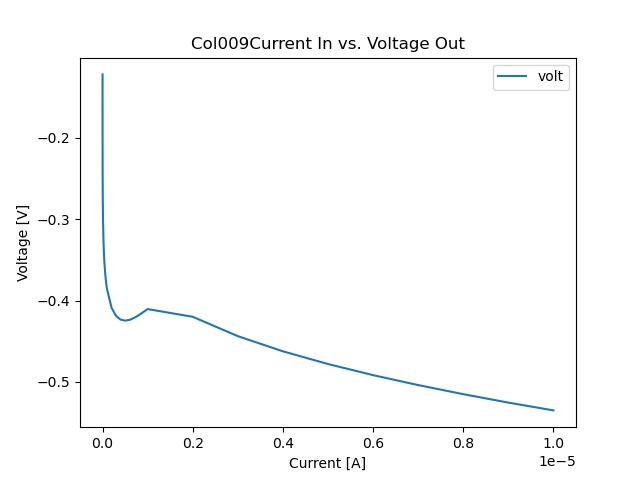 Col009Current In vs. Voltage Out
volt
−0.2
−0.3
−0.4
−0.5
Voltage [V]
0.0 0.2 0.4 0.6 0.8 1.0
1e−5
Current [A]